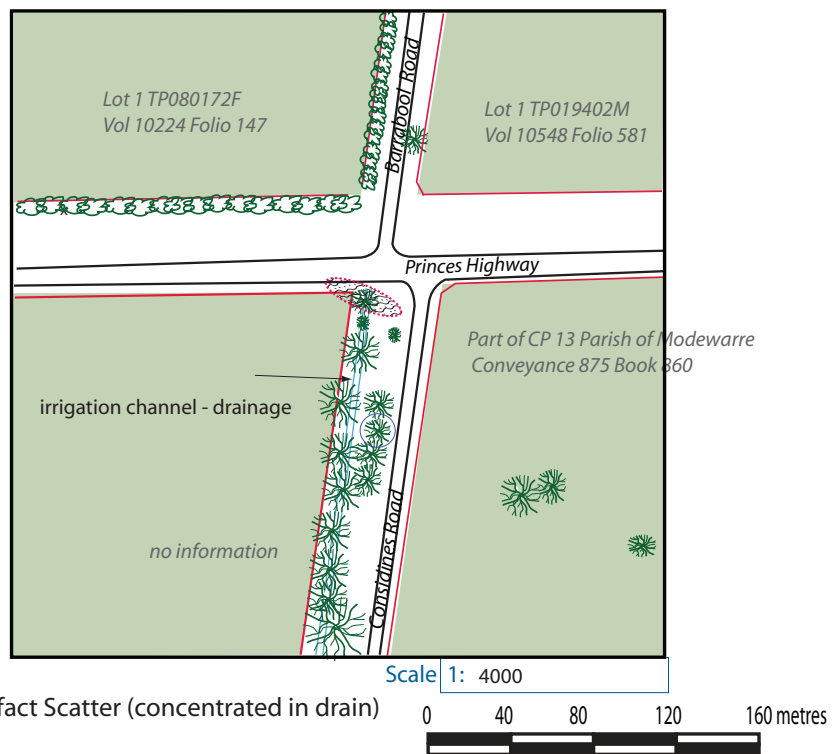 Lot 1 TP080172F
Vol 10224 Folio 147
Barrabool Road
Lot 1 TP019402M
Vol 10548 Folio 581
Princes Highway
Part of CP 13 Parish of Modewarre
Conveyance 875 Book 860
irrigation channel - drainage
no information
Considines Road
Scale 1: 4000
fact Scatter (concentrated in drain)
0 40 80 120 160 metres